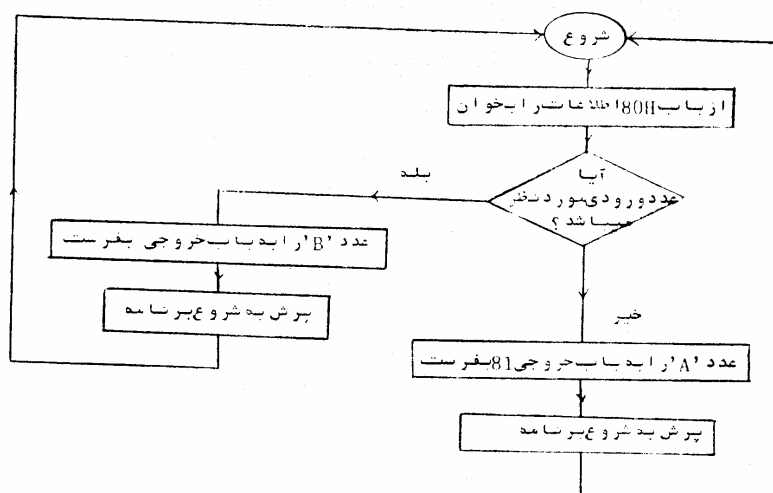 شروع
از باب 80H اطلاعات را بخوان
آیا
عدد ورودی مورد نظر
میباشد ؟
بله
عدد 'B' را به باب خروجی بفرست
پرش به شروع برنامه
خیر
عدد 'A' را به باب خروجی 81 بفرست
پرش به شروع برنامه